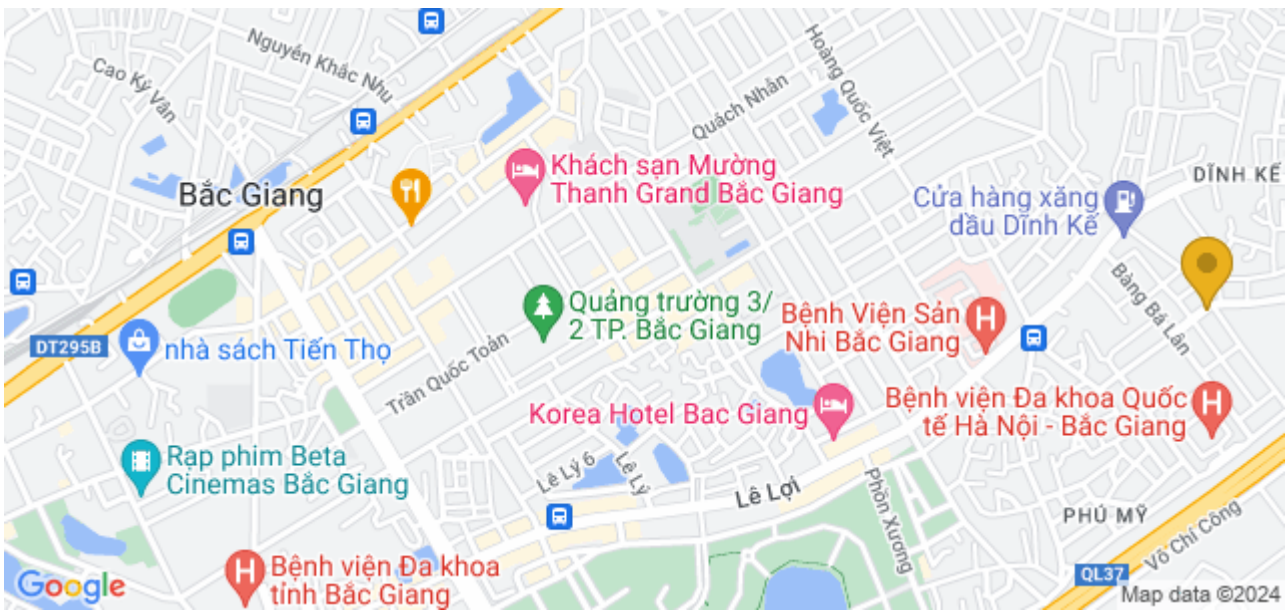 Nguyễn Khắc Nhu
Cao Kỳ Vân
Hoàng Quốc Việt
Quách Nhẫn
Khách sạn Mường
Thanh Grand Bắc Giang
Bắc Giang
DĨNH KẾ
Cửa hàng xăng
dầu Dĩnh Kế
Bàng Bá Lân
Quảng trường 3/
2 TP. Bắc Giang
Bệnh Viện Sản
Nhi Bắc Giang
DT295B
nhà sách Tiến Thọ
Trần Quốc Toản
Korea Hotel Bac Giang
Bệnh viện Đa khoa Quốc
tế Hà Nội - Bắc Giang
Rạp phim Beta
Cinemas Bắc Giang
Lê Lý 6
Lê Lý
Lê Lợi
Phồn Xương
PHÚ MỸ
Võ Chí Công
QL37
Bệnh viện Đa khoa
tỉnh Bắc Giang
Google
Map data ©2024